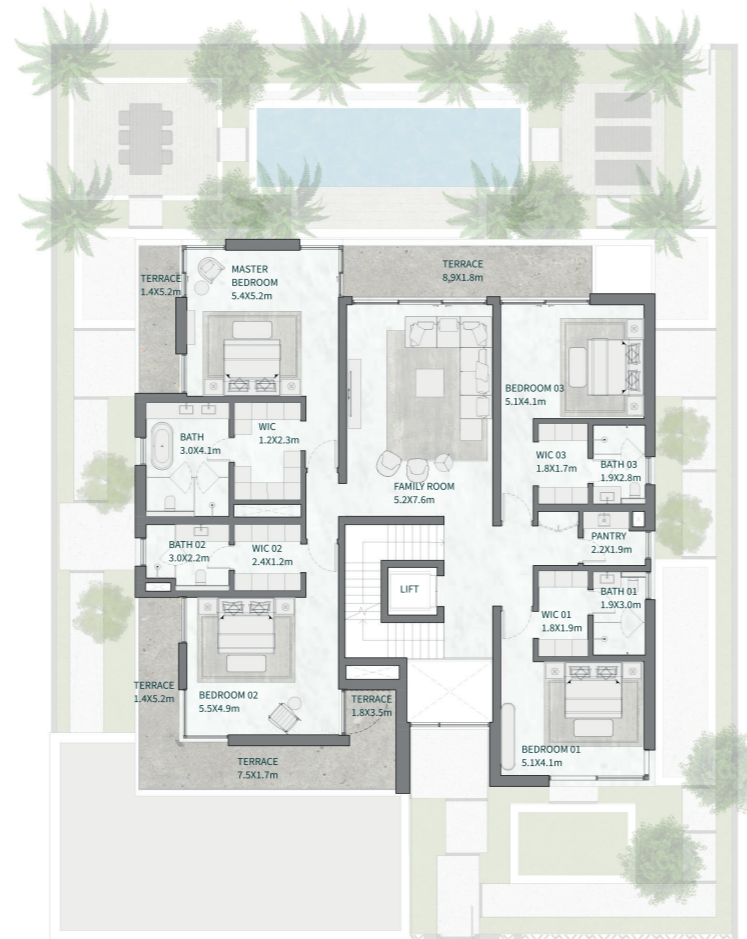 TERRACE
1.4X5.2m
MASTER
BEDROOM
5.4X5.2m
TERRACE
8,9X1.8m
BEDROOM 03
5.1X4.1m
BATH
3.0X4.1m
WIC
1.2X2.3m
WIC 03
1.8X1.7m
BATH 03
1.9X2.8m
FAMILY ROOM
5.2X7.6m
BATH 02
3.0X2.2m
WIC 02
2.4X1.2m
PANTRY
2.2X1.9m
LIFT
BATH 01
1.9X3.0m
WIC 01
1.8X1.9m
TERRACE
1.4X5.2m
BEDROOM 02
5.5X4.9m
TERRACE
1.8X3.5m
BEDROOM 01
5.1X4.1m
TERRACE
7.5X1.7m